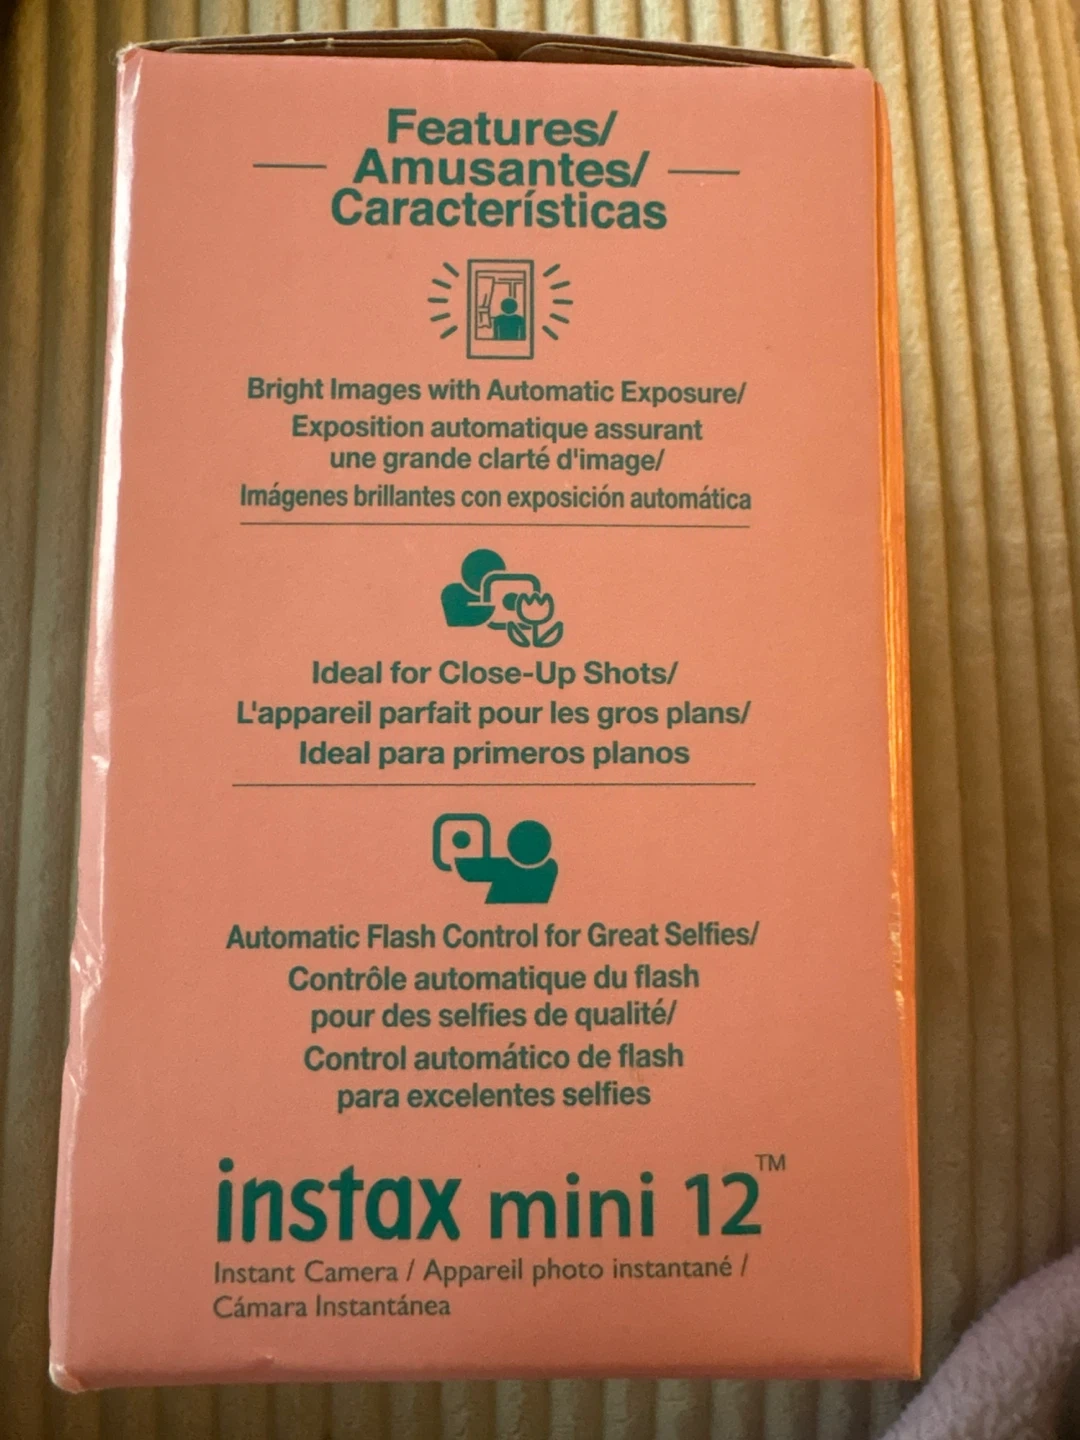 Features/
Amusantes/
Características
Bright Images with Automatic Exposure/
Exposition automatique assurant
une grande clarté d'image/
Imágenes brillantes con exposición automática
Ideal for Close-Up Shots/
L'appareil parfait pour les gros plans/
Ideal para primeros planos
Automatic Flash Control for Great Selfies/
Contrôle automatique du flash
pour des selfies de qualité/
Control automático de flash
para excelentes selfies
instax mini 12™
Instant Camera / Appareil photo instantané /
Cámara Instantánea